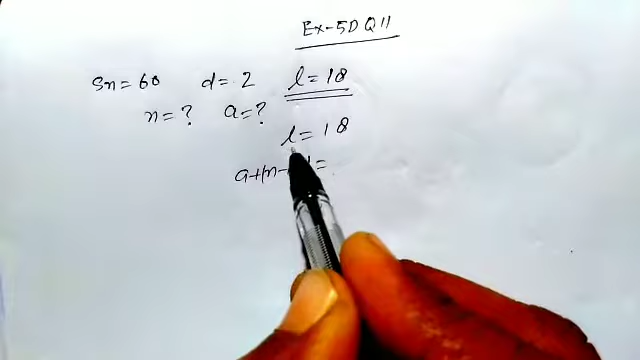 Ex-5D Q11
Sn=60 d=2 l=18
n=? a=?
l=18
a+(n-